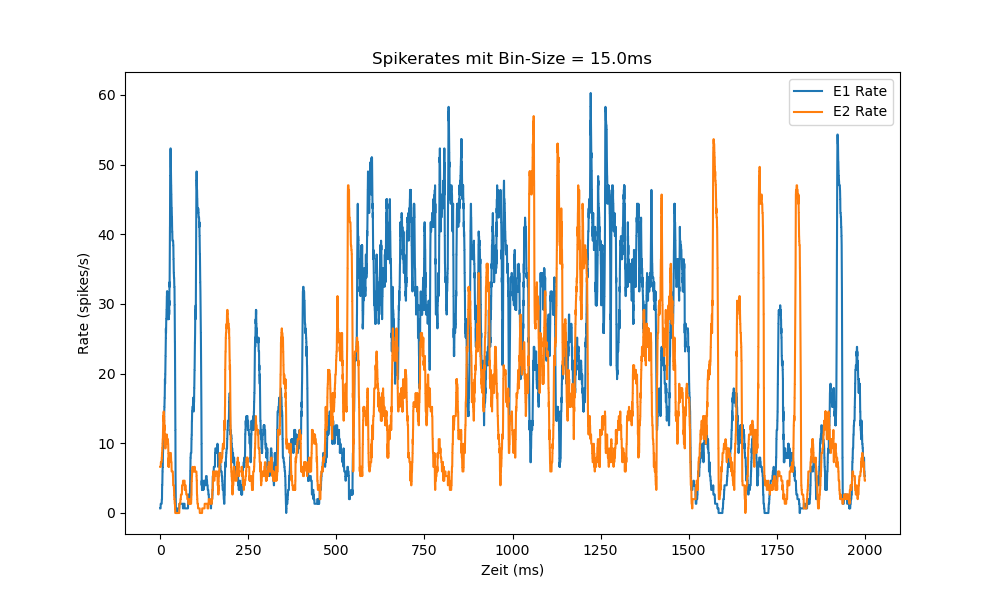 Spikerates mit Bin-Size = 15.0ms
E1 Rate
E2 Rate
60
50
40
30
20
10
0
Rate (spikes/s)
0 250 500 750 1000 1250 1500 1750 2000
Zeit (ms)